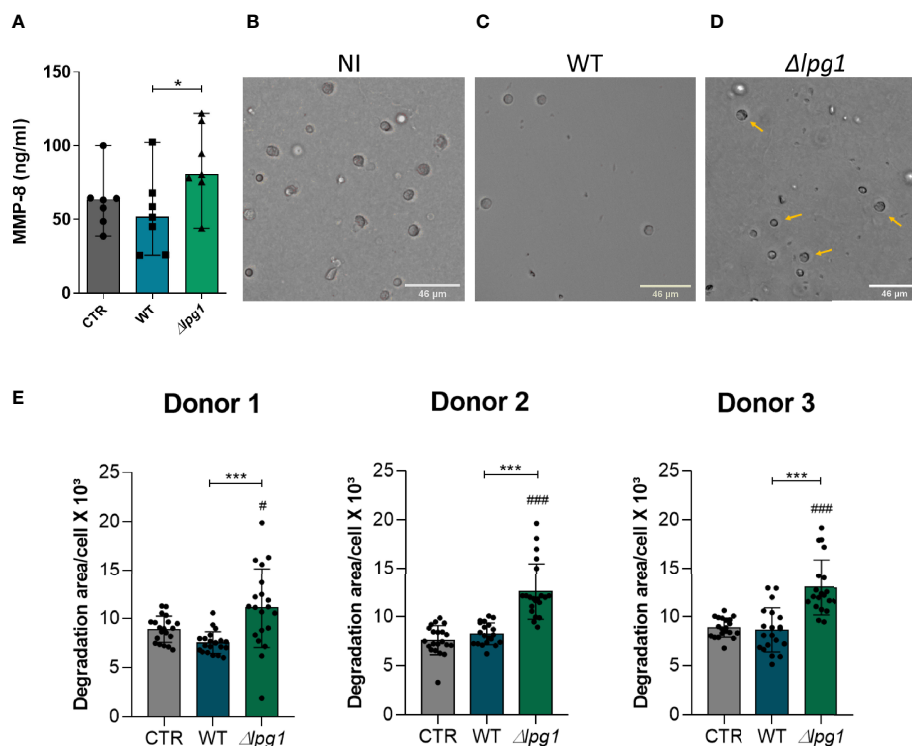 A
B
C
D
NI
WT
Δlpg1
MMP-8 (ng/ml)
150
100
50
0
*
CTR
WT
Δlpg1
46 µm
46 µm
46 µm
E
Donor 1
Donor 2
Donor 3
Degradation area/cell X 10³
25
20
15
10
5
0
***
#
CTR
WT
Δlpg1
Degradation area/cell X 10³
25
20
15
10
5
0
***
###
CTR
WT
Δlpg1
Degradation area/cell X 10³
25
20
15
10
5
0
***
###
CTR
WT
Δlpg1